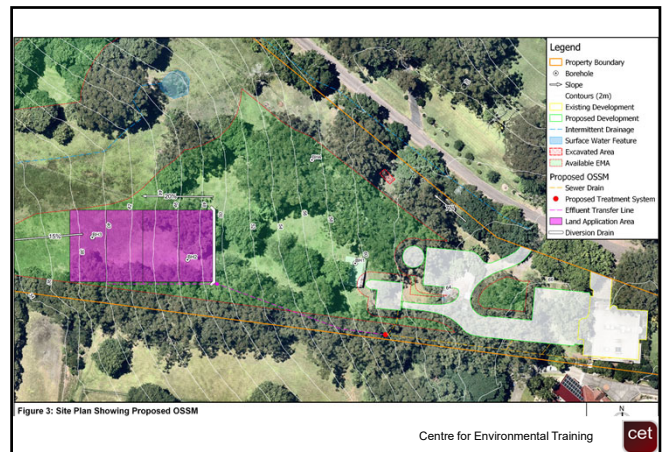 Legend
Property Boundary
Borehole
Slope
Contours (2m)
Existing Development
Proposed Development
Intermittent Drainage
Surface Water Feature
Excavated Area
Available EMA
Proposed OSSM
Sewer Drain
Proposed Treatment System
Effluent Transfer Line
Land Application Area
Diversion Drain
15%
Figure 3: Site Plan Showing Proposed OSSM
N
Centre for Environmental Training
cet